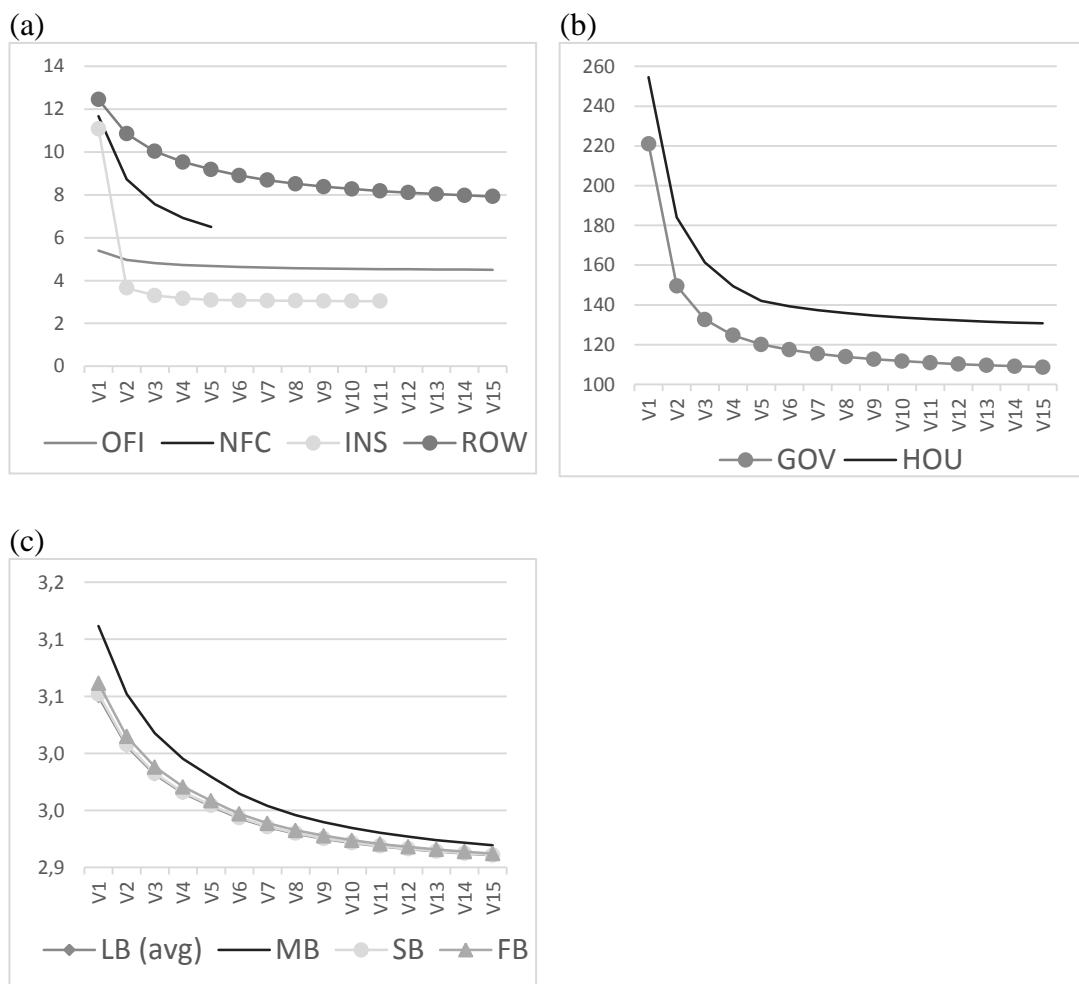 (a)
14
12
10
8
6
4
2
0
V1 V2 V3 V4 V5 V6 V7 V8 V9 V10 V11 V12 V13 V14 V15
OFI NFC INS ROW
(b)
260
240
220
200
180
160
140
120
100
V1 V2 V3 V4 V5 V6 V7 V8 V9 V10 V11 V12 V13 V14 V15
GOV HOU
(c)
3,2
3,1
3,1
3,0
3,0
2,9
V1 V2 V3 V4 V5 V6 V7 V8 V9 V10 V11 V12 V13 V14 V15
LB (avg) MB SB FB